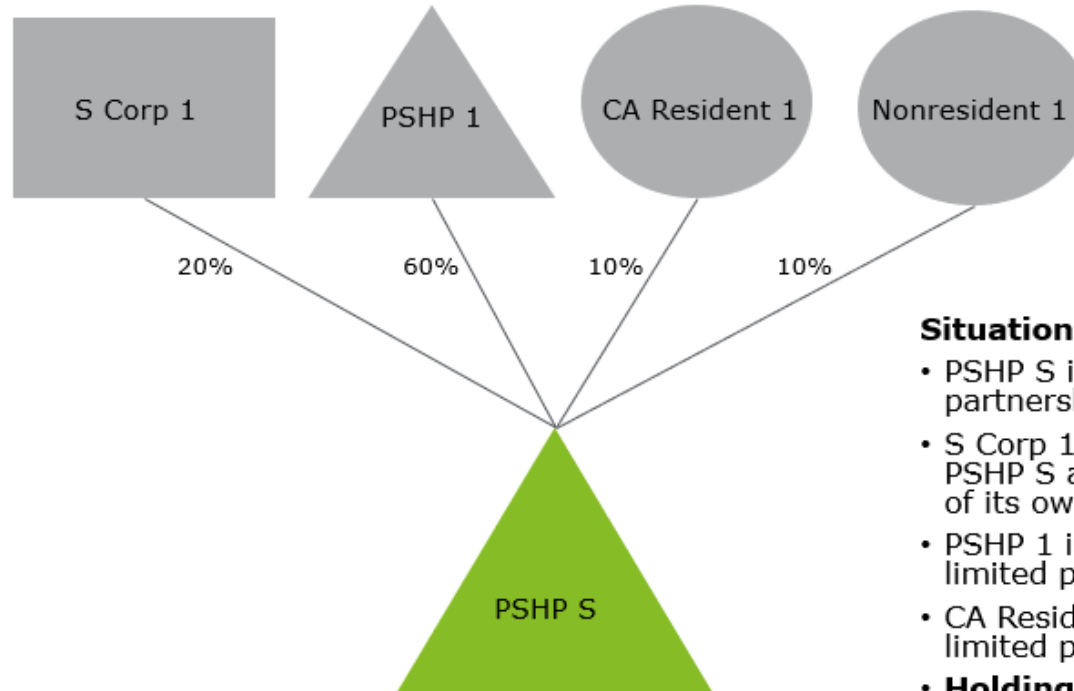 S Corp 1
PSHP 1
CA Resident 1
Nonresident 1
20%
60%
10%
10%
Situation
• PSHP S i
partners
• S Corp 1
PSHP S a
of its ow
• PSHP 1 i
limited p
• CA Resid
limited p
• Holding
PSHP S